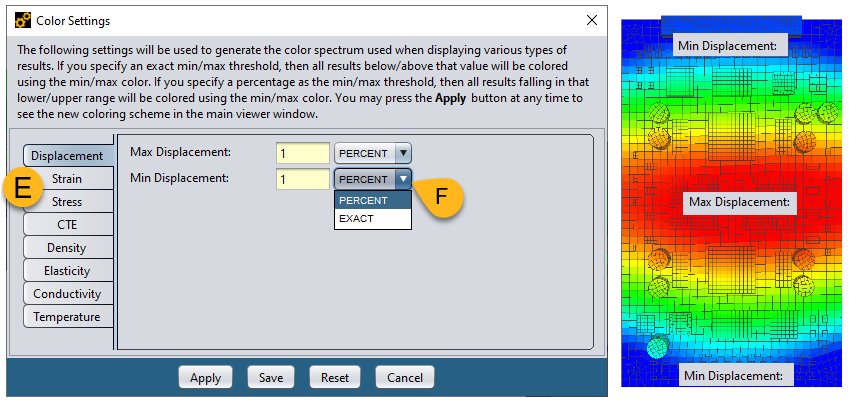 Color Settings
The following settings will be used to generate the color spectrum used when displaying various types of
results. If you specify an exact min/max threshold, then all results below/above that value will be colored
using the min/max color. If you specify a percentage as the min/max threshold, then all results falling in that
lower/upper range will be colored using the min/max color. You may press the Apply button at any time to
see the new coloring scheme in the main viewer window.
Displacement
Strain
Stress
CTE
Density
Elasticity
Conductivity
Temperature
E
Max Displacement: 1 PERCENT
Min Displacement: 1 PERCENT
PERCENT
EXACT
F
Apply Save Reset Cancel
Min Displacement:
Max Displacement:
Min Displacement: